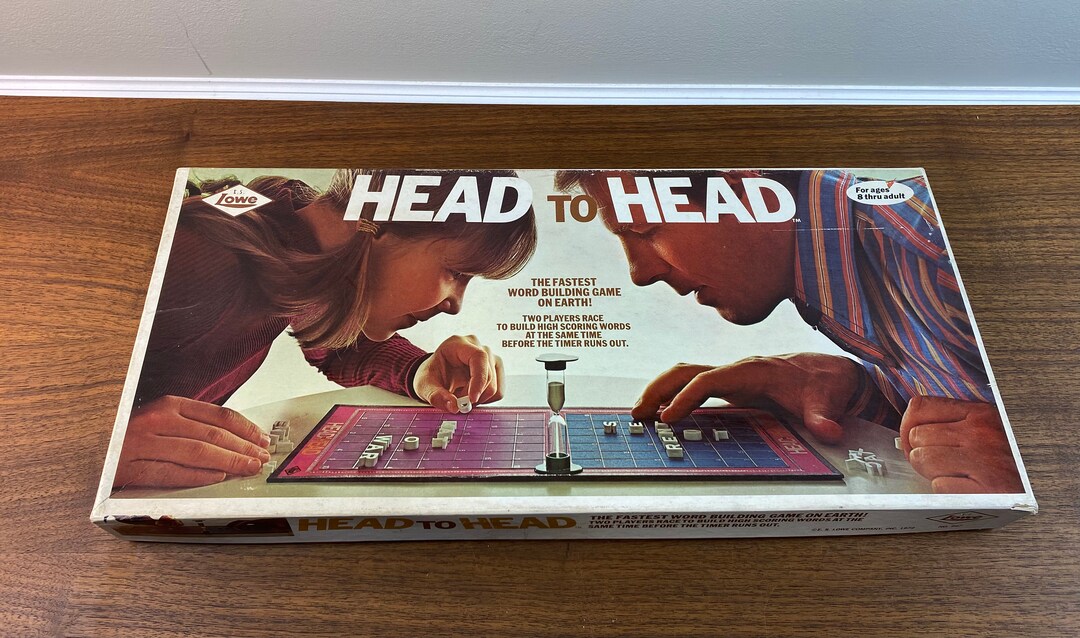 E.S.
Lowe
HEAD TO HEAD™
For ages
8 thru adult
THE FASTEST
WORD BUILDING GAME
ON EARTH!
TWO PLAYERS RACE
TO BUILD HIGH SCORING WORDS
AT THE SAME TIME
BEFORE THE TIMER RUNS OUT.
WAR
O
S E RENT
HEAD TO HEAD
THE FASTEST WORD BUILDING GAME ON EARTH!
TWO PLAYERS RACE TO BUILD HIGH SCORING WORDS AT THE
SAME TIME BEFORE THE TIMER RUNS OUT.
Lowe